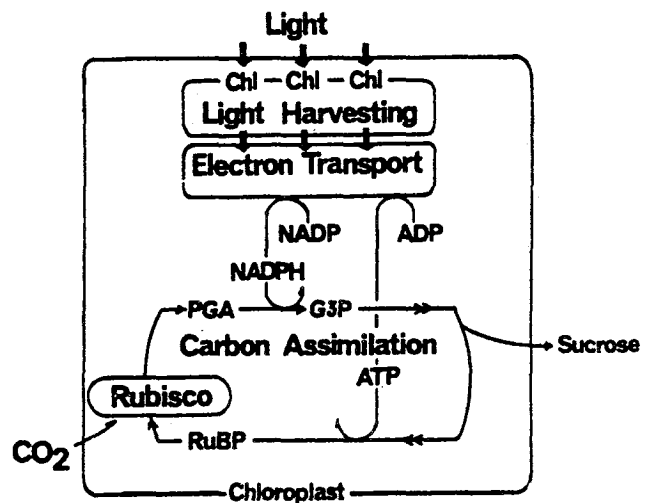 Light
Chl – Chl – Chl
Light Harvesting
Electron Transport
NADP ADP
NADPH
PGA G3P
Carbon Assimilation
Sucrose
ATP
Rubisco
RuBP
CO2
Chloroplast